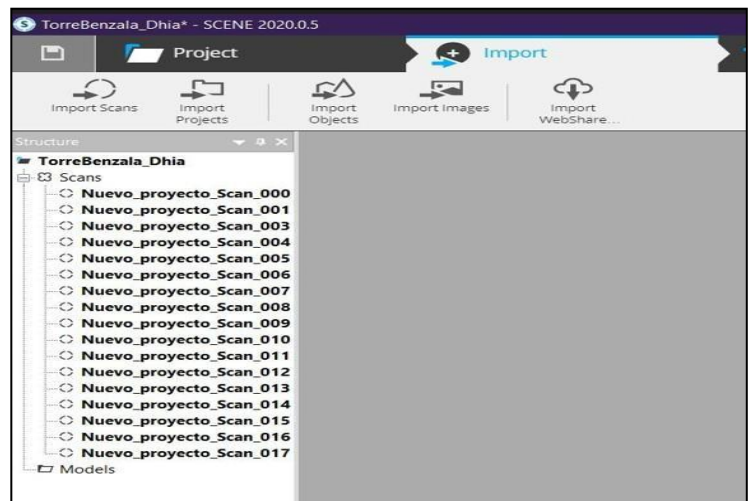 TorreBenzala_Dhia* - SCENE 2020.0.5
Project
Import
Import Scans
Import Projects
Import Objects
Import Images
Import WebShare...
Structure
TorreBenzala_Dhia
Scans
Nuevo_proyecto_Scan_000
Nuevo_proyecto_Scan_001
Nuevo_proyecto_Scan_003
Nuevo_proyecto_Scan_004
Nuevo_proyecto_Scan_005
Nuevo_proyecto_Scan_006
Nuevo_proyecto_Scan_007
Nuevo_proyecto_Scan_008
Nuevo_proyecto_Scan_009
Nuevo_proyecto_Scan_010
Nuevo_proyecto_Scan_011
Nuevo_proyecto_Scan_012
Nuevo_proyecto_Scan_013
Nuevo_proyecto_Scan_014
Nuevo_proyecto_Scan_015
Nuevo_proyecto_Scan_016
Nuevo_proyecto_Scan_017
Models